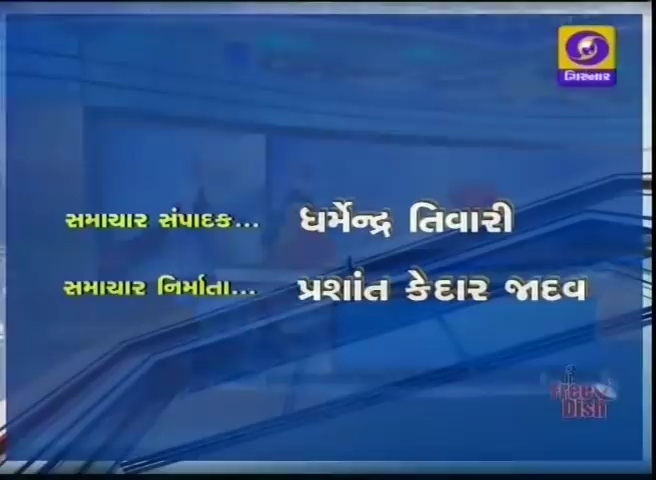 ગિરનાર
સમાચાર સંપાદક... ધર્મેન્દ્ર તિવારી
સમાચાર નિર્માતા... પ્રશાંત કેદાર જાદવ
Free
Dish